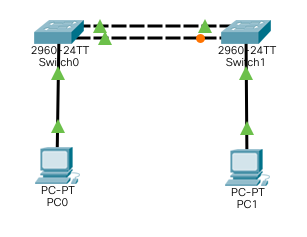 2960-24TT
Switch0
2960-24TT
Switch1
PC-PT
PC0
PC-PT
PC1